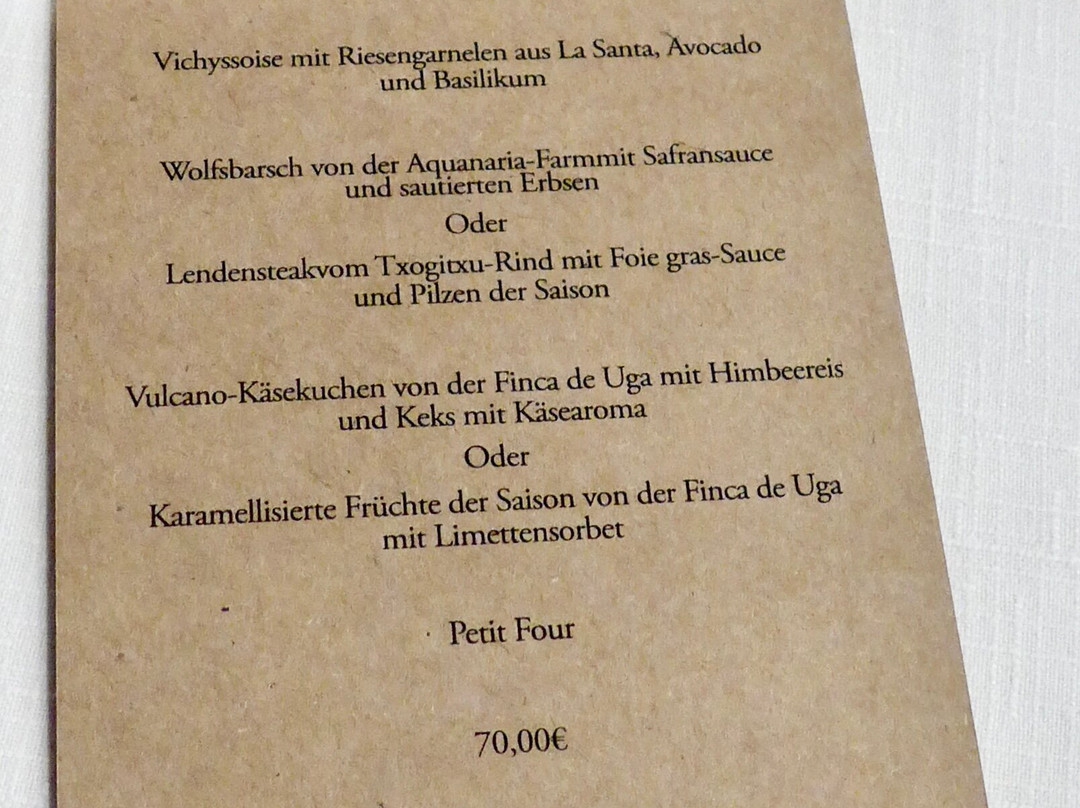 Vichyssoise mit Riesengarnelen aus La Santa, Avocado
und Basilikum
Wolfsbarsch von der Aquanaria-Farmmit Safransauce
und sautierten Erbsen
Oder
Lendensteakvom Txogitxu-Rind mit Foie gras-Sauce
und Pilzen der Saison
Vulcano-Käsekuchen von der Finca de Uga mit Himbeereis
und Keks mit Käsearoma
Oder
Karamellisierte Früchte der Saison von der Finca de Uga
mit Limettensorbet
Petit Four
70,00€